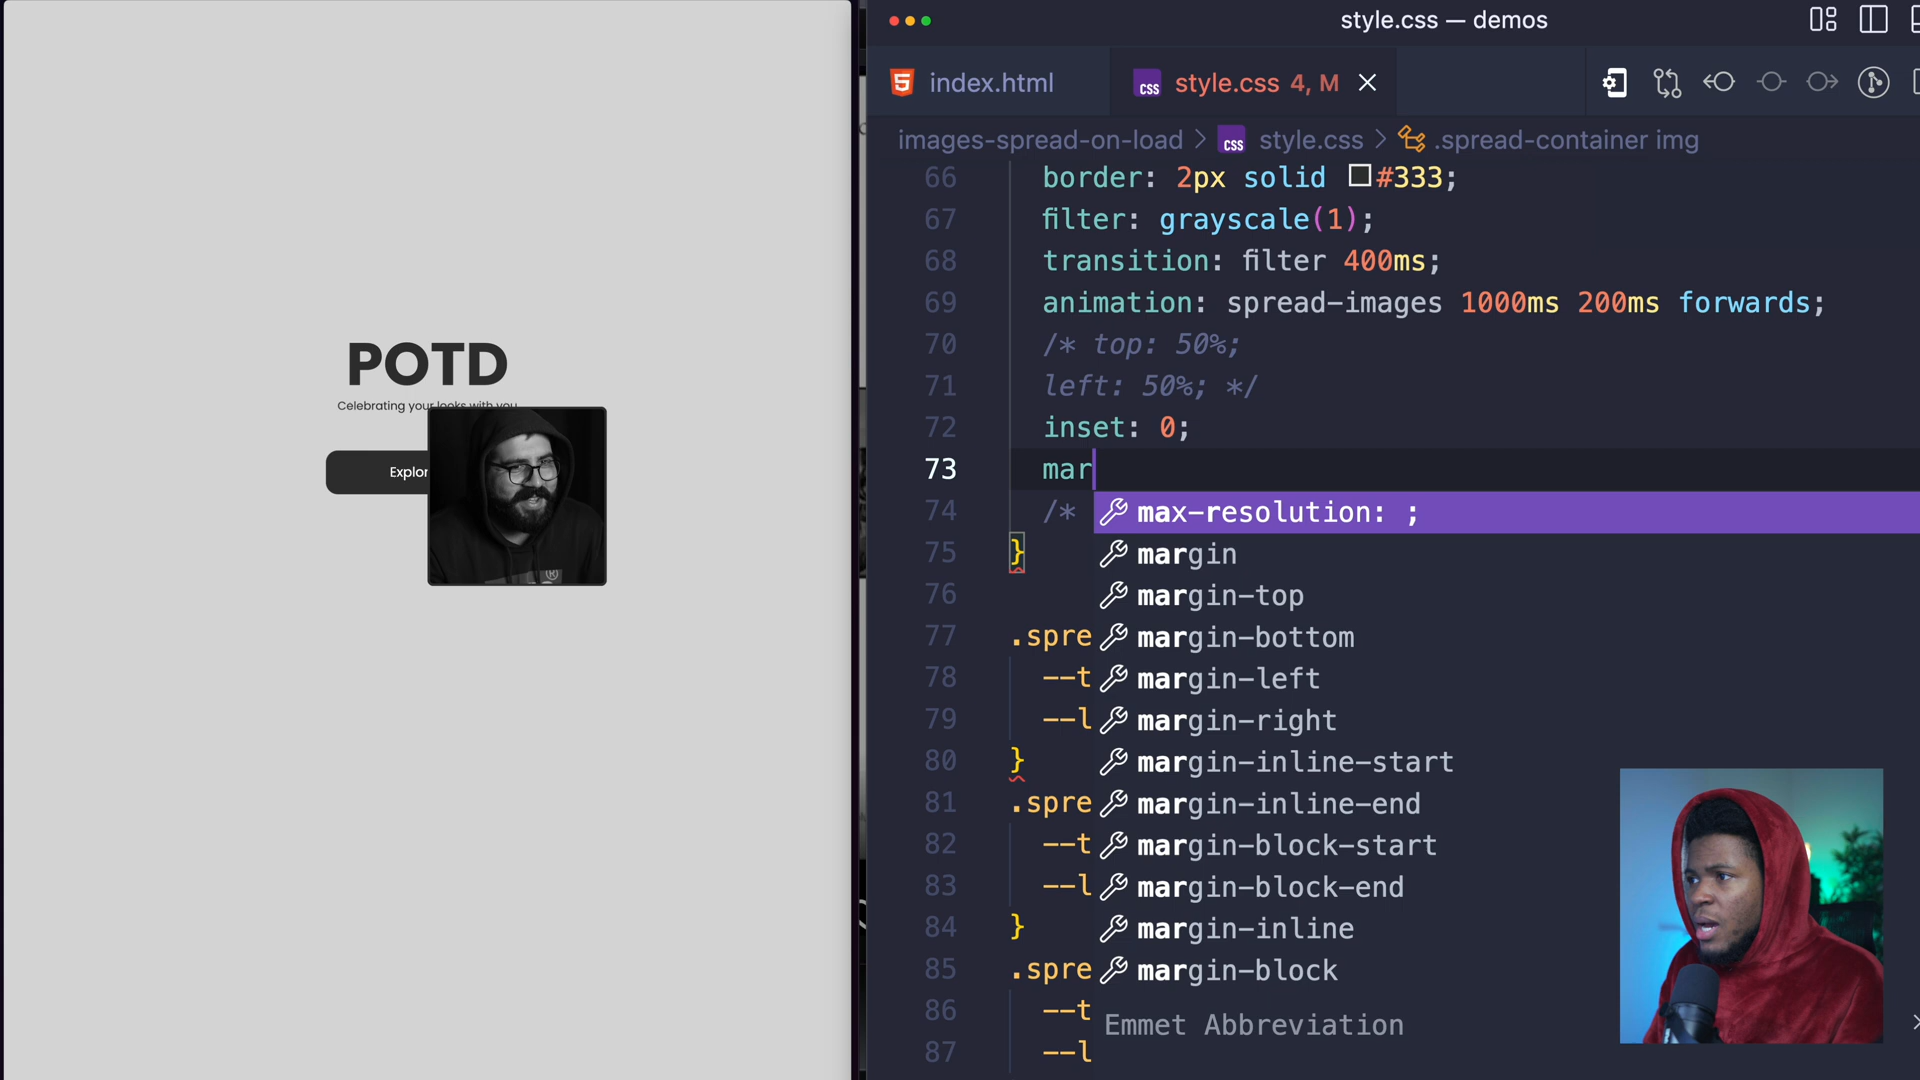 POTD
Celebrating your looks with you
Explor
style.css — demos
index.html
css style.css 4, M
images-spread-on-load > css style.css > .spread-container img
66 border: 2px solid #333;
67 filter: grayscale(1);
68 transition: filter 400ms;
69 animation: spread-images 1000ms 200ms forwards;
70 /* top: 50%;
71 left: 50%; */
72 inset: 0;
73 mar
74 /*
75 }
76
77 .spre
78 --t
79 --l
80 }
81 .spre
82 --t
83 --l
84 }
85 .spre
86 --t
87 --l
max-resolution: ;
margin
margin-top
margin-bottom
margin-left
margin-right
margin-inline-start
margin-inline-end
margin-block-start
margin-block-end
margin-inline
margin-block
Emmet Abbreviation